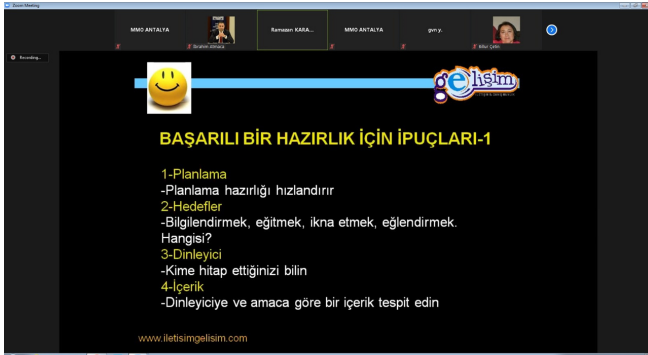 Zoom Meeting
MMO ANTALYA
Ramazan KARA...
MMO ANTALYA
gvn y.
İbrahim Atmaca
Billur Çetin
Recording...
gelişim
BAŞARILI BİR HAZIRLIK İÇİN İPUÇLARI-1
1-Planlama
-Planlama hazırlığı hızlandırır
2-Hedefler
-Bilgilendirmek, eğitmek, ikna etmek, eğlendirmek.
Hangisi?
3-Dinleyici
-Kime hitap ettiğinizi bilin
4-İçerik
-Dinleyiciye ve amaca göre bir içerik tespit edin
www.iletisimgelisim.com